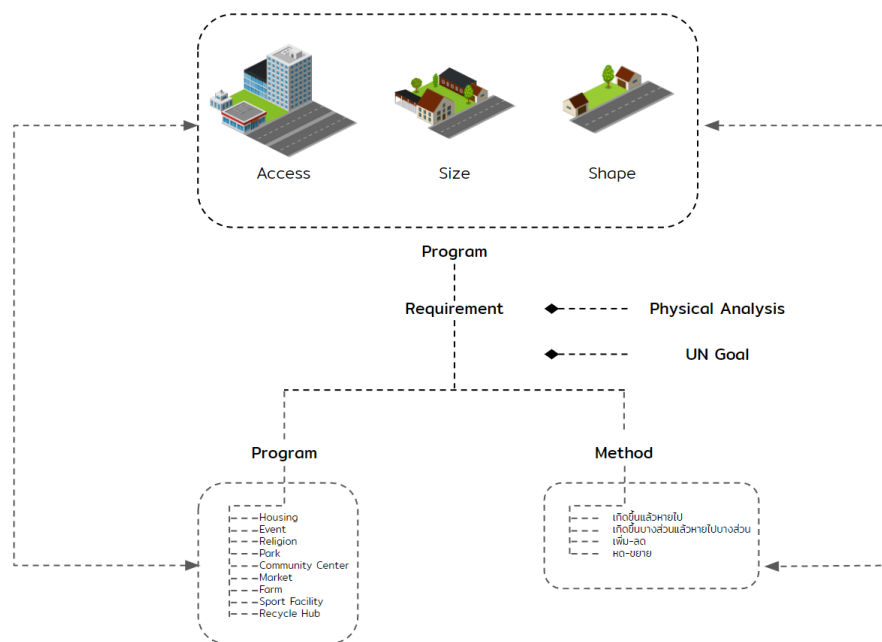 Access
Size
Shape
Program
Requirement
Physical Analysis
UN Goal
Program
Method
Housing
Event
Religion
Park
Community Center
Market
Farm
Sport Facility
Recycle Hub
เกิดขึ้นแล้วหายไป
เกิดขึ้นบางส่วนแล้วหายไปบางส่วน
เพิ่ม-ลด
หด-ขยาย